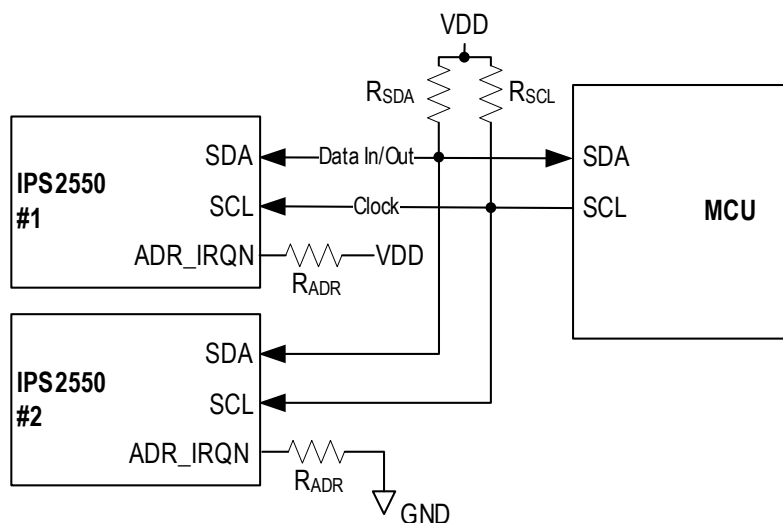 VDD
RSDA
RSCL
IPS2550
#1
SDA
Data In/Out
SCL
Clock
ADR_IRQN
RADR
VDD
SDA
SCL
MCU
IPS2550
#2
SDA
SCL
ADR_IRQN
RADR
GND